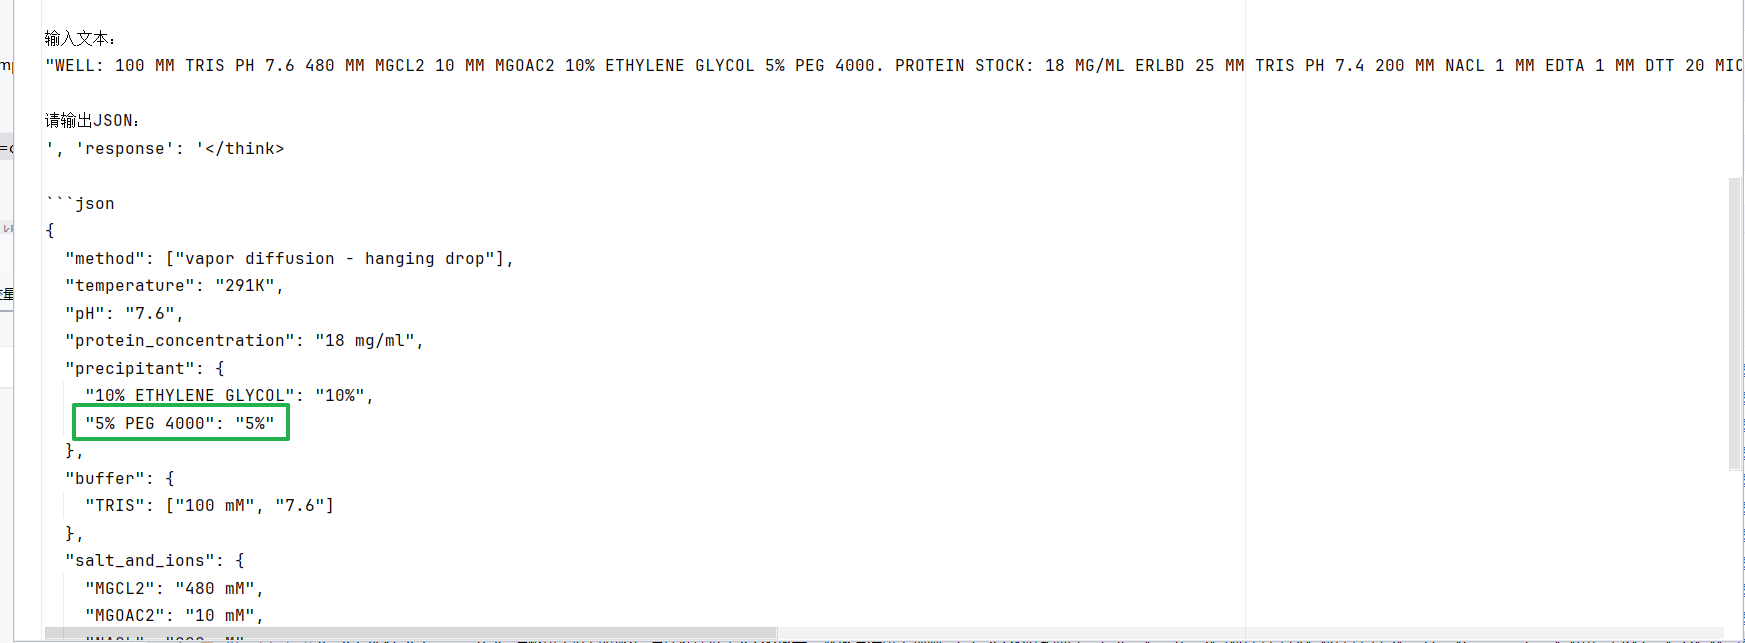 输入文本：
"WELL: 100 MM TRIS PH 7.6 480 MM MGCL2 10 MM MGOAC2 10% ETHYLENE GLYCOL 5% PEG 4000. PROTEIN STOCK: 18 MG/ML ERLBD 25 MM TRIS PH 7.4 200 MM NACL 1 MM EDTA 1 MM DTT 20 MIC
请输出JSON：
', 'response': '</think>
```json
{
"method": ["vapor diffusion - hanging drop"],
"temperature": "291K",
"pH": "7.6",
"protein_concentration": "18 mg/ml",
"precipitant": {
"10% ETHYLENE GLYCOL": "10%",
"5% PEG 4000": "5%"
},
"buffer": {
"TRIS": ["100 mM", "7.6"]
},
"salt_and_ions": {
"MGCL2": "480 mM",
"MGOAC2": "10 mM",